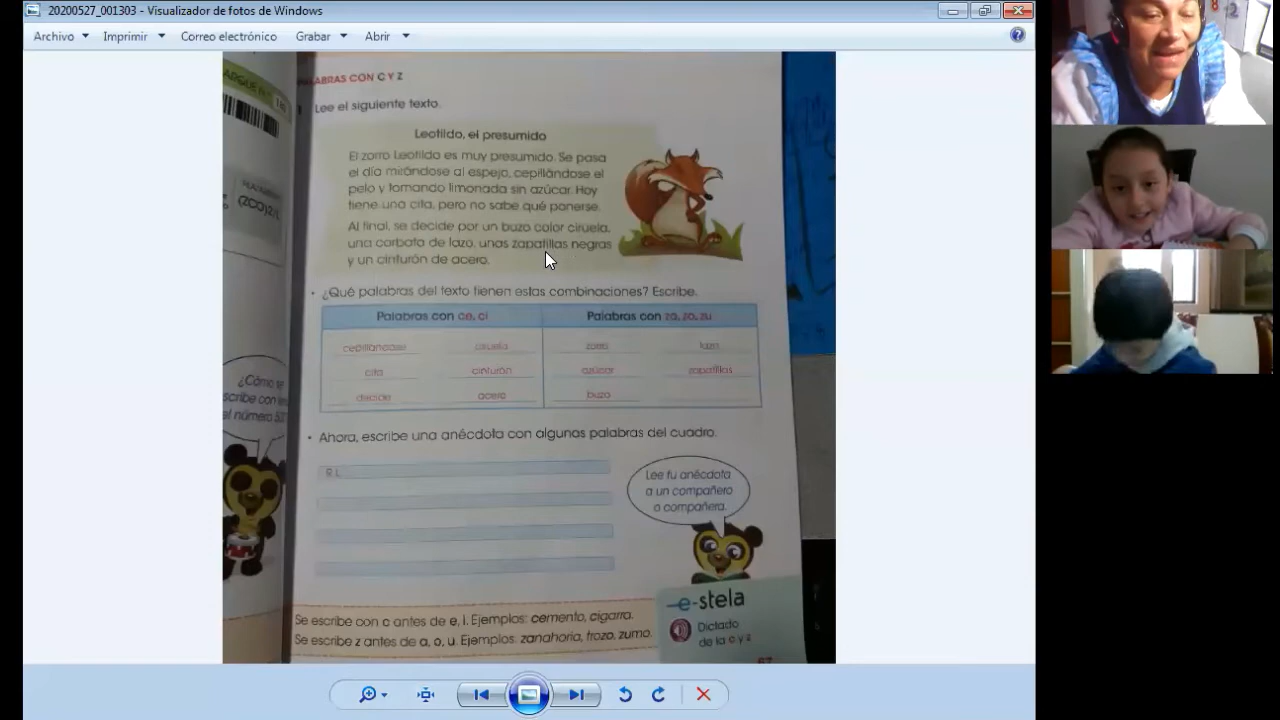 20200527_001303 - Visualizador de fotos de Windows
Archivo Imprimir Correo electrónico Grabar Abrir
PALABRAS CON C Y Z
Lee el siguiente texto.
Leotildo, el presumido
El zorro Leotildo es muy presumido. Se pasa
el día mirándose al espejo, cepillándose el
pelo y tomando limonada sin azúcar. Hoy
tiene una cita, pero no sabe qué ponerse.
Al final, se decide por un buzo color ciruela,
una corbata de lazo, unas zapatillas negras
y un cinturón de acero.
• ¿Qué palabras del texto tienen estas combinaciones? Escribe.
Palabras con ce, ci Palabras con za, zo, zu
cepillándose ciruela zorro lazo
cita cinturón azúcar zapatillas
decide acero buzo
• Ahora, escribe una anécdota con algunas palabras del cuadro.
R.L.
Lee tu anécdota
a un compañero
o compañera.
¿Cómo se
el número 5
Se escribe con c antes de e, i. Ejemplos: cemento, cigarra.
Se escribe z antes de a, o, u. Ejemplos: zanahoria, trozo, zumo.
e-stela
Dictado
de la c y z
67